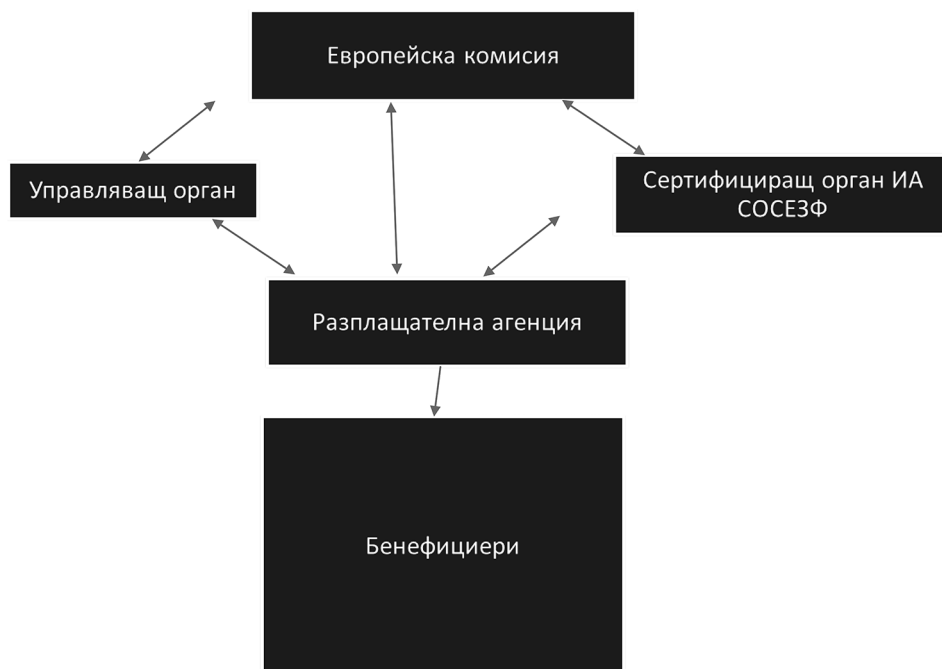 Европейска комисия
Управляващ орган
Сертифициращ орган ИА
СОСЕЗФ
Разплащателна агенция
Бенефициери